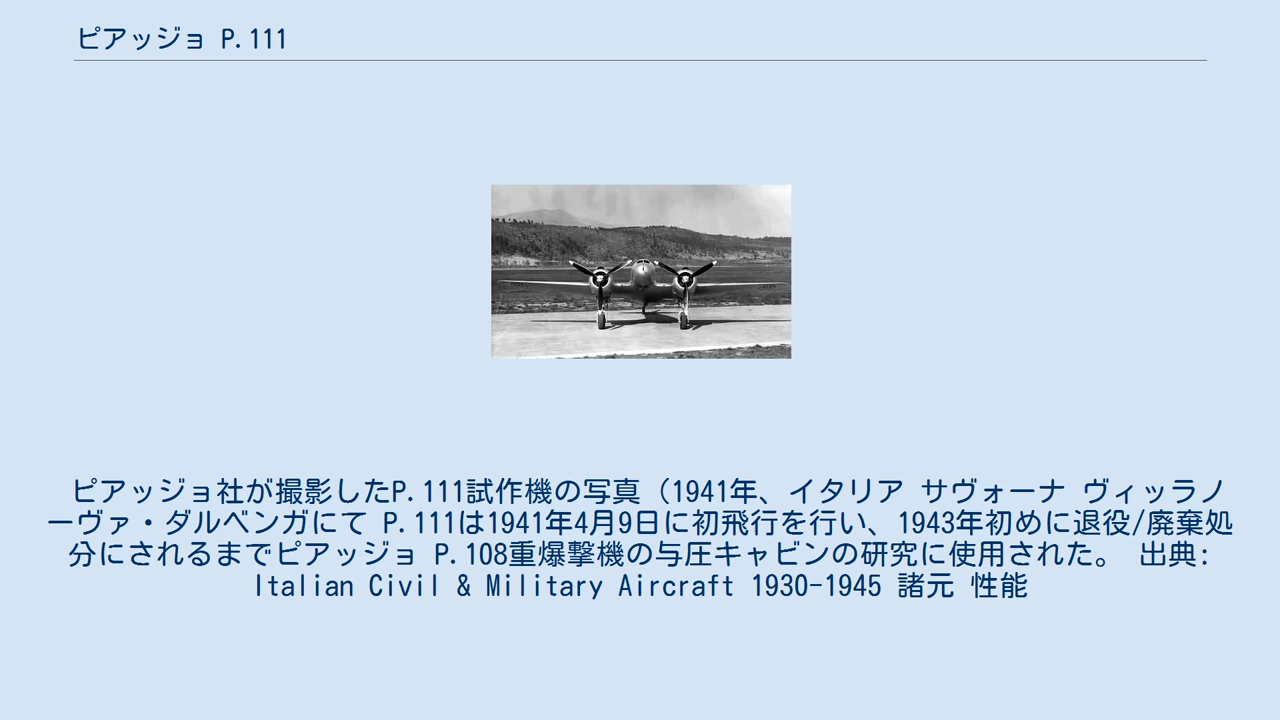 ピアッジョ P.111
ピアッジョ社が撮影したP.111試作機の写真（1941年、イタリア サヴォーナ ヴィッラノ
ーヴァ・ダルベンガにて P.111は1941年4月9日に初飛行を行い、1943年初めに退役/廃棄処
分にされるまでピアッジョ P.108重爆撃機の与圧キャビンの研究に使用された。 出典:
Italian Civil & Military Aircraft 1930-1945 諸元 性能